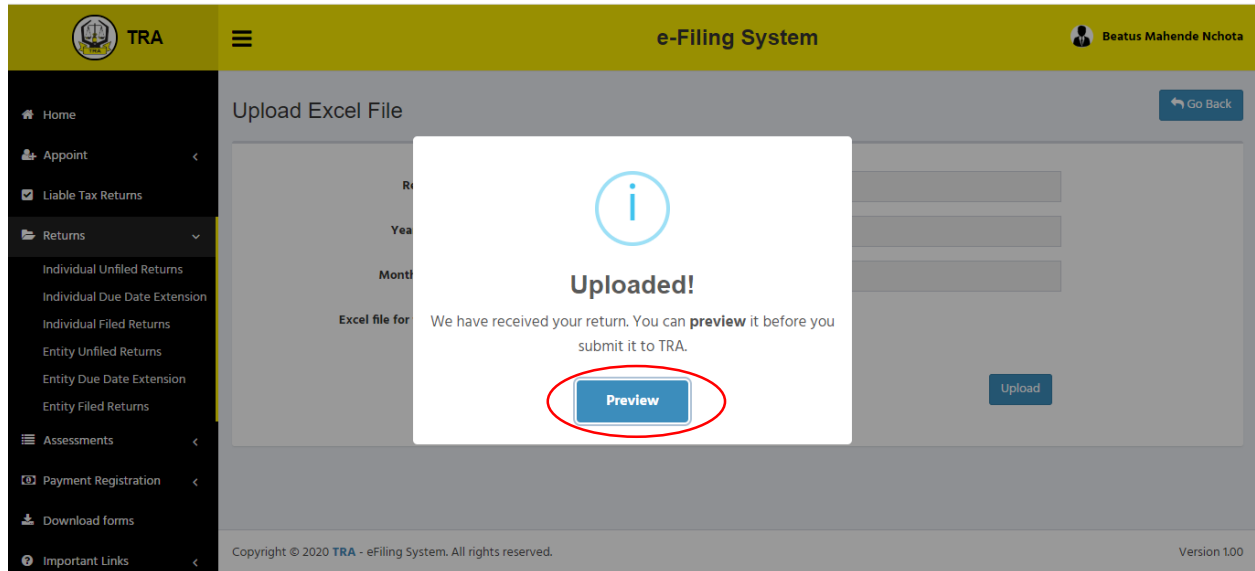 TRA
e-Filing System
Beatus Mahende Nchota
Home
Appoint
Liable Tax Returns
Returns
Individual Unfiled Returns
Individual Due Date Extension
Individual Filed Returns
Entity Unfiled Returns
Entity Due Date Extension
Entity Filed Returns
Assessments
Payment Registration
Download forms
Important Links
Upload Excel File
Go Back
Re
Yea
Month
Excel file for
Uploaded!
We have received your return. You can preview it before you
submit it to TRA.
Preview
Upload
Copyright © 2020 TRA - eFiling System. All rights reserved.
Version 1.00